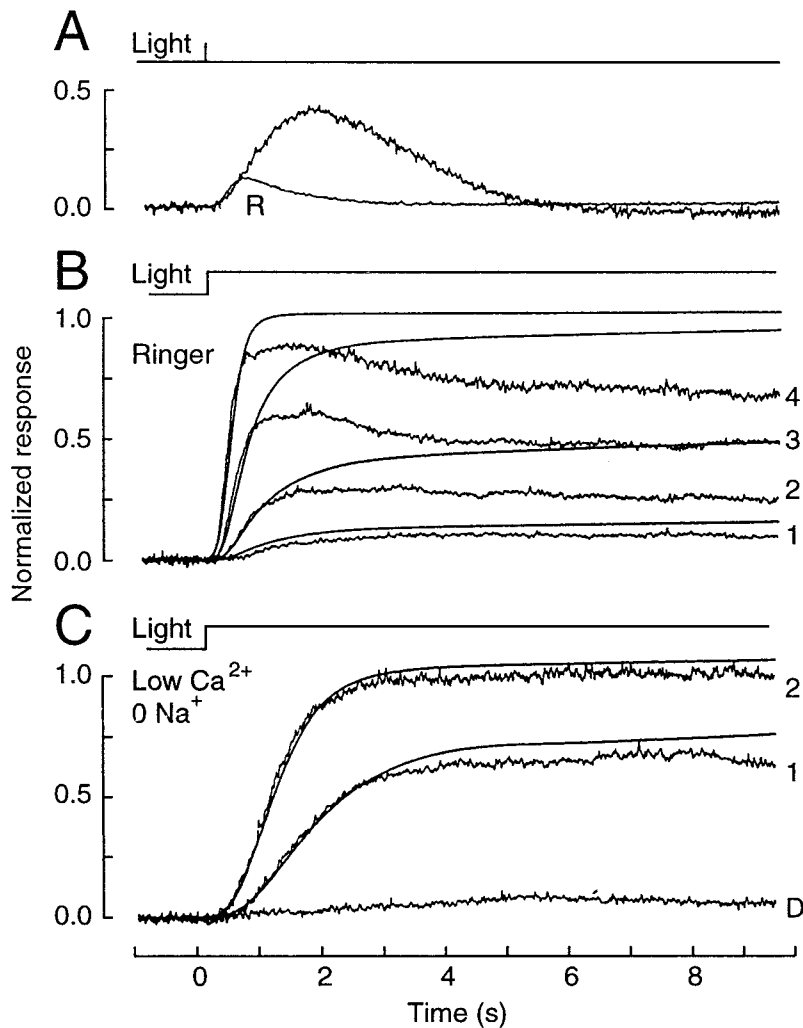 A
Light
0.5
0.0
R
B
Light
1.0
Ringer
0.5
0.0
4
3
2
1
Normalized response
C
Light
1.0
Low Ca2+
0 Na+
0.5
0.0
2
1
D
0 2 4 6 8
Time (s)